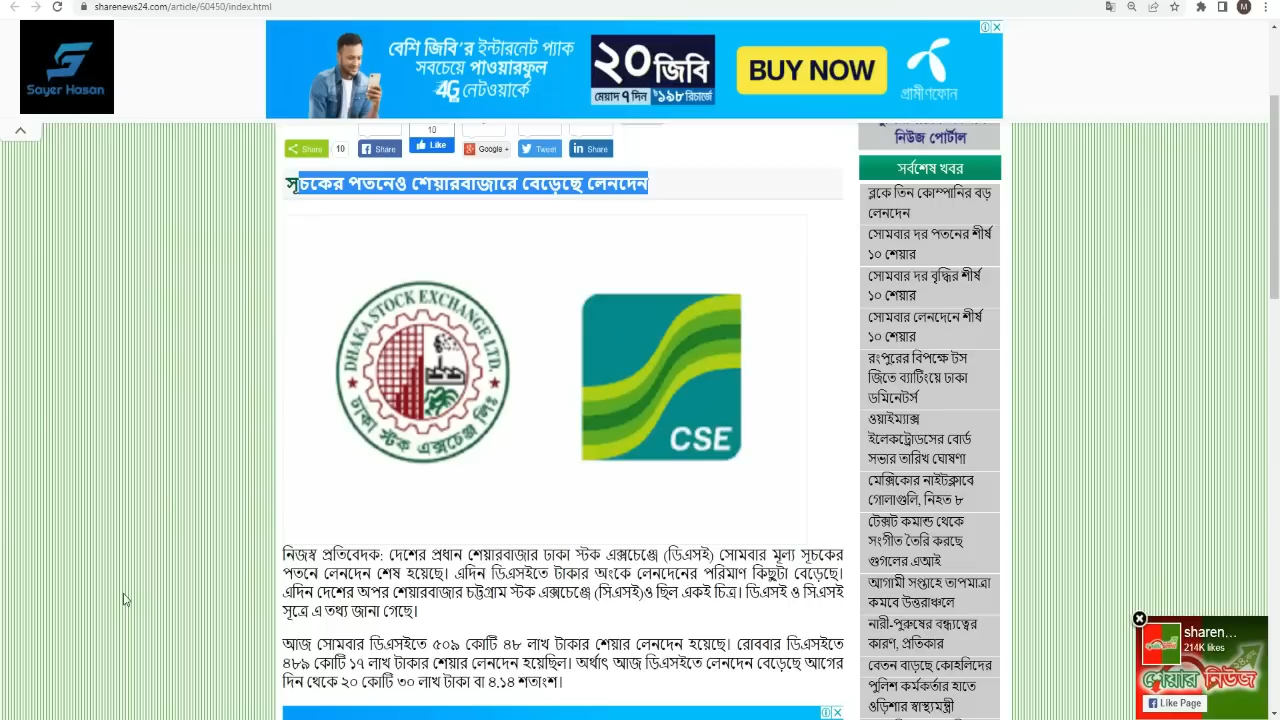 sharenews24.com/article/60450/index.html
M
Sayer Hasan
বেশি জিবি'র ইন্টারনেট প্যাক
সবচেয়ে পাওয়ারফুল
4G নেটওয়ার্কে
২০জিবি
মেয়াদ ৭ দিন ৳১৯৮ রিচার্জে
BUY NOW
গ্রামীণফোন
নিউজ পোর্টাল
10
Share 10 Share Like Google + Tweet Share
সূচকের পতনেও শেয়ারবাজারে বেড়েছে লেনদেন
DHAKA STOCK EXCHANGE LTD.
ঢাকা স্টক এক্সচেঞ্জ লিঃ
CSE
নিজস্ব প্রতিবেদক: দেশের প্রধান শেয়ারবাজার ঢাকা স্টক এক্সচেঞ্জে (ডিএসই) সোমবার মূল্য সূচকের
পতনে লেনদেন শেষ হয়েছে। এদিন ডিএসইতে টাকার অংকে লেনদেনের পরিমাণ কিছুটা বেড়েছে।
এদিন দেশের অপর শেয়ারবাজার চট্টগ্রাম স্টক এক্সচেঞ্জে (সিএসই)ও ছিল একই চিত্র। ডিএসই ও সিএসই
সূত্রে এ তথ্য জানা গেছে।
আজ সোমবার ডিএসইতে ৫০৯ কোটি ৪৮ লাখ টাকার শেয়ার লেনদেন হয়েছে। রোববার ডিএসইতে
৪৮৯ কোটি ১৭ লাখ টাকার শেয়ার লেনদেন হয়েছিল। অর্থাৎ আজ ডিএসইতে লেনদেন বেড়েছে আগের
দিন থেকে ২০ কোটি ৩০ লাখ টাকা বা ৪.১৪ শতাংশ।
সর্বশেষ খবর
ব্লকে তিন কোম্পানির বড়
লেনদেন
সোমবার দর পতনের শীর্ষ
১০ শেয়ার
সোমবার দর বৃদ্ধির শীর্ষ
১০ শেয়ার
সোমবার লেনদেনে শীর্ষ
১০ শেয়ার
রংপুরের বিপক্ষে টস
জিতে ব্যাটিংয়ে ঢাকা
ডমিনেটর্স
ওয়াইম্যাক্স
ইলেকট্রোডসের বোর্ড
সভার তারিখ ঘোষণা
মেক্সিকোর নাইটক্লাবে
গোলাগুলি, নিহত ৮
টেক্সট কমান্ড থেকে
সংগীত তৈরি করছে
গুগলের এআই
আগামী সপ্তাহে তাপমাত্রা
কমবে উত্তরাঞ্চলে
নারী-পুরুষের বন্ধ্যত্বের
কারণ, প্রতিকার
বেতন বাড়ছে কোহলিদের
পুলিশ কর্মকর্তার হাতে
ওড়িশার স্বাস্থ্যমন্ত্রী
sharen...
214K likes
শেয়ার নিউজ
Like Page